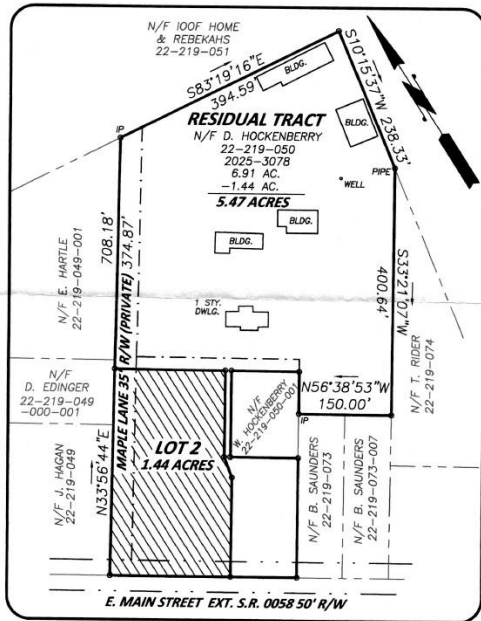 N/F IOOF HOME
& REBEKAHS
22-219-051
S83°19'16"E
394.59'
S10°15'37"W 238.33'
BLDG.
BLDG.
IP
RESIDUAL TRACT
N/F D. HOCKENBERRY
22-219-050
2025-3078
6.91 AC.
-1.44 AC.
5.47 ACRES
PIPE
WELL
BLDG.
BLDG.
708.18'
MAPLE LANE 35' R/W (PRIVATE) 374.87'
N/F E. HARTLE
22-219-049-001
S33°21'07"W
400.64'
1 STY.
DWLG.
N/F T. RIDER
22-219-074
N/F
D. EDINGER
22-219-049
-000-001
N/F
W. HOCKENBERRY
22-219-050-001
N56°38'53"W
150.00'
IP
N/F J. HAGAN
22-219-049
N33°56'44"E
LOT 2
1.44 ACRES
N/F B. SAUNDERS
22-219-073
N/F B. SAUNDERS
22-219-073-007
E. MAIN STREET EXT. S.R. 0058 50' R/W